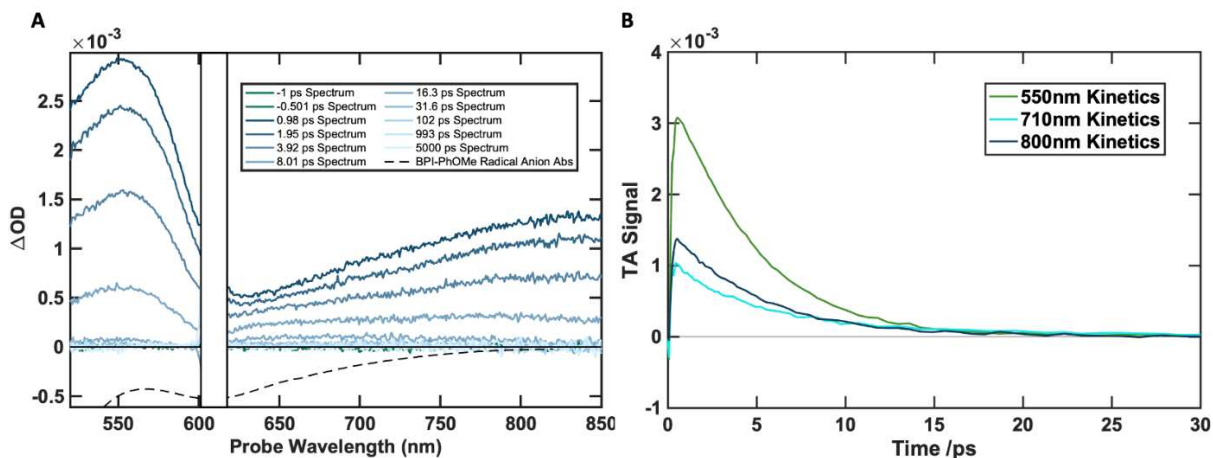 A
×10⁻³
2.5
2
1.5
1
0.5
0
-0.5
ΔOD
550
600
650
700
750
800
850
Probe Wavelength (nm)
-1 ps Spectrum
-0.501 ps Spectrum
0.98 ps Spectrum
1.95 ps Spectrum
3.92 ps Spectrum
8.01 ps Spectrum
16.3 ps Spectrum
31.6 ps Spectrum
102 ps Spectrum
993 ps Spectrum
5000 ps Spectrum
BPI-PhOMe Radical Anion Abs
B
×10⁻³
4
3
2
1
0
-1
TA Signal
0
5
10
15
20
25
30
Time /ps
550nm Kinetics
710nm Kinetics
800nm Kinetics